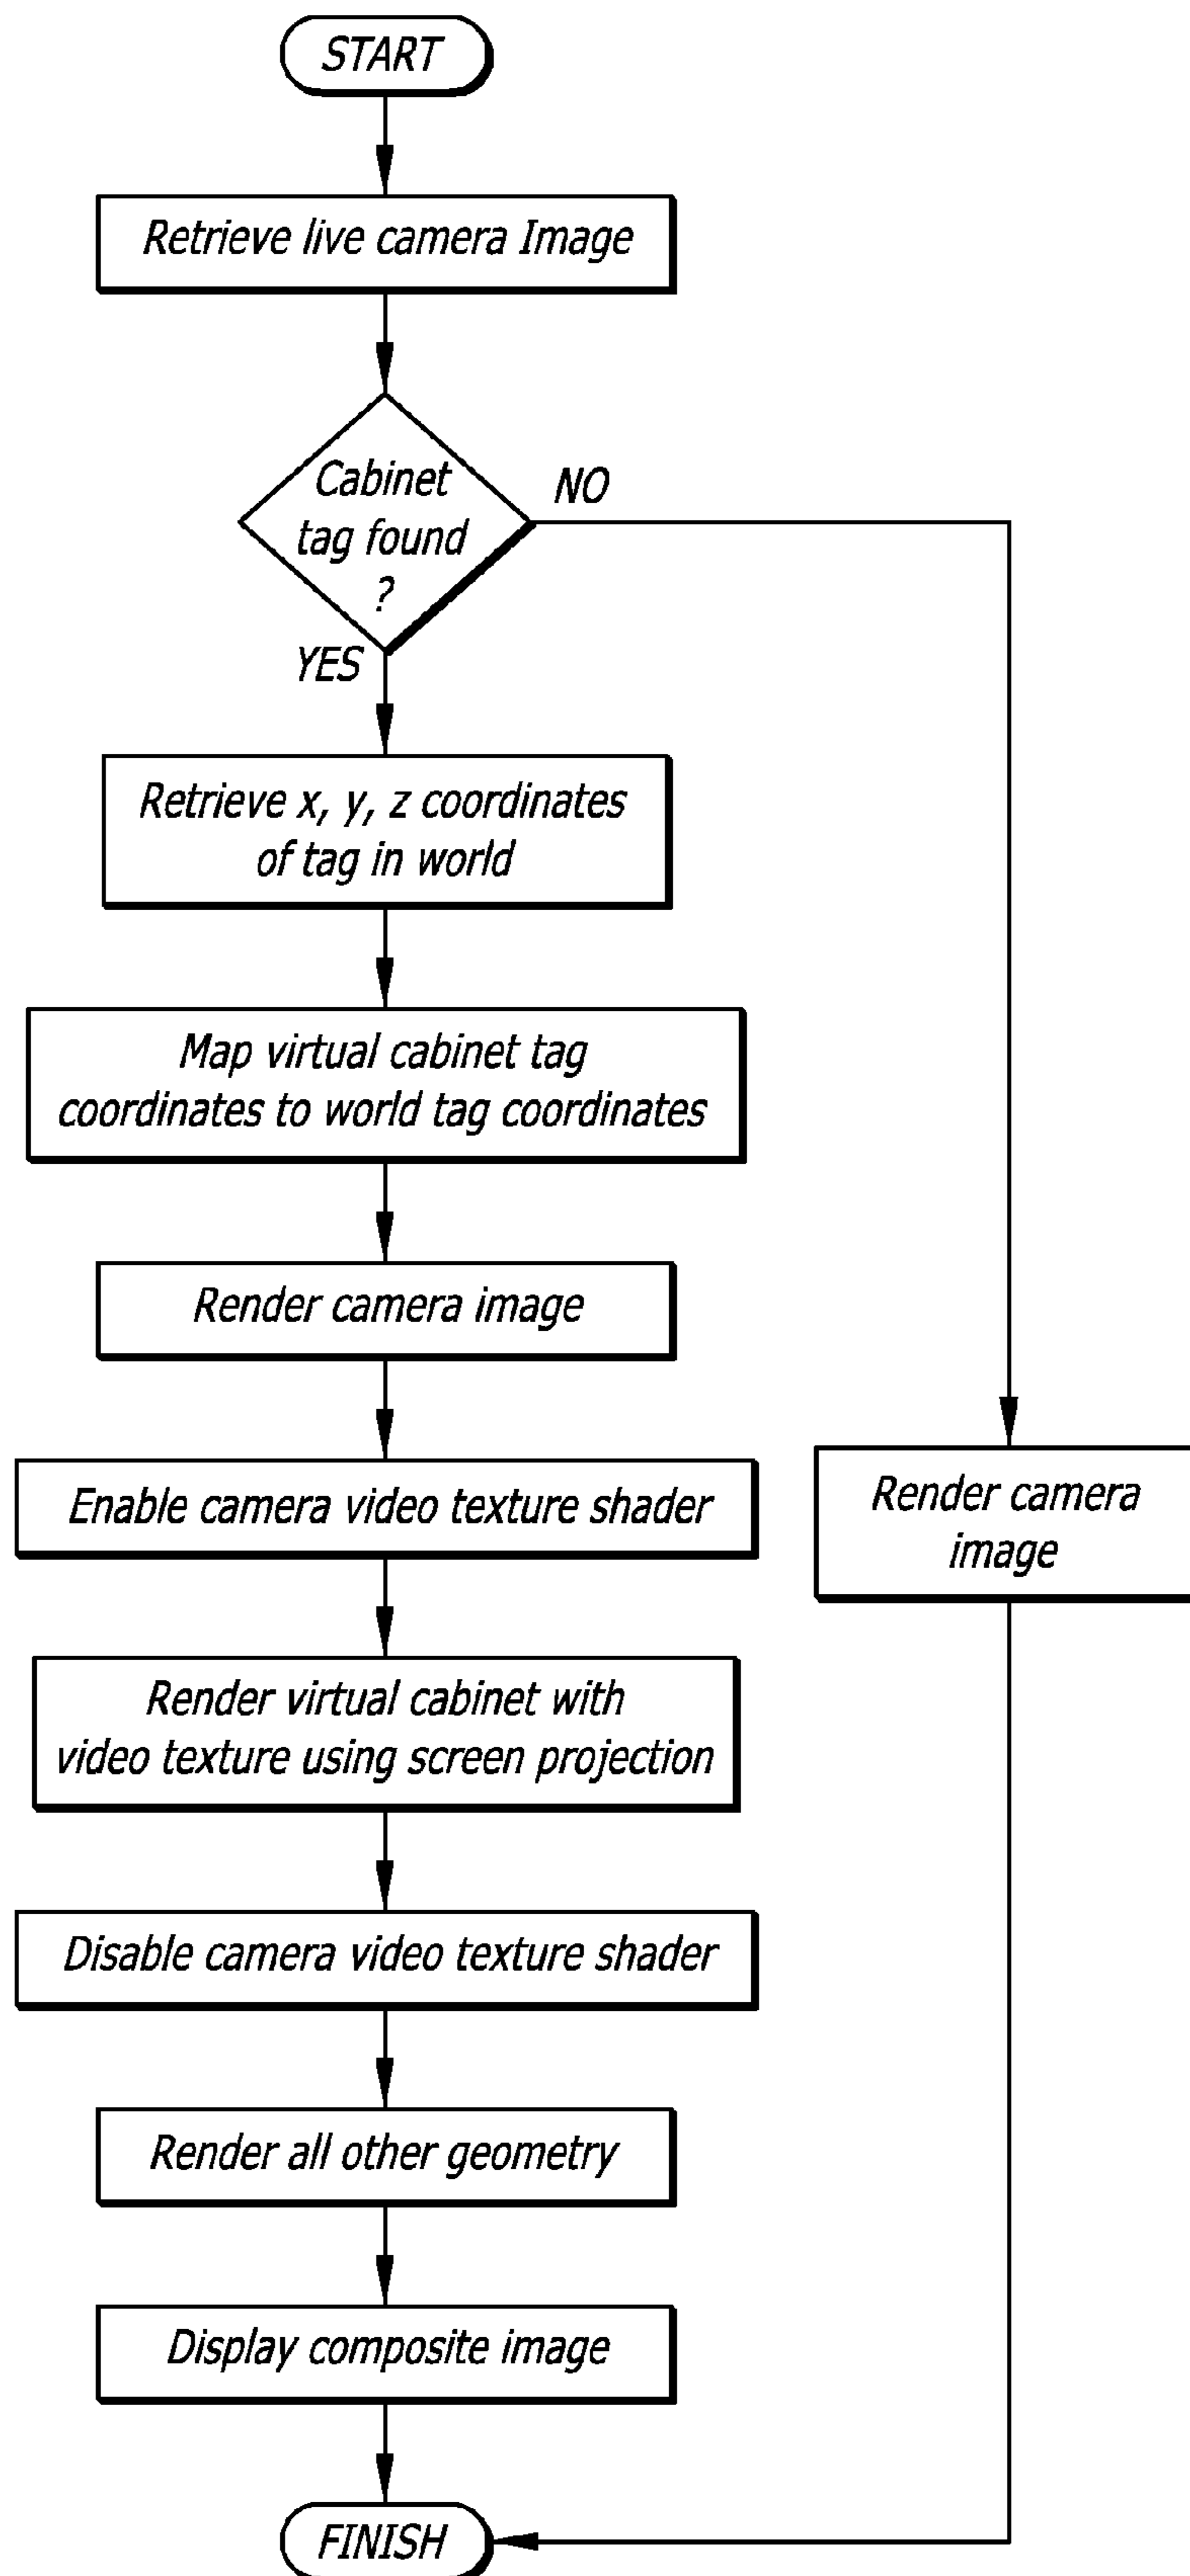 START
Retrieve live camera Image
Cabinet
tag found
?
NO
YES
Retrieve x, y, z coordinates
of tag in world
Map virtual cabinet tag
coordinates to world tag coordinates
Render camera image
Enable camera video texture shader
Render camera
image
Render virtual cabinet with
video texture using screen projection
Disable camera video texture shader
Render all other geometry
Display composite image
FINISH